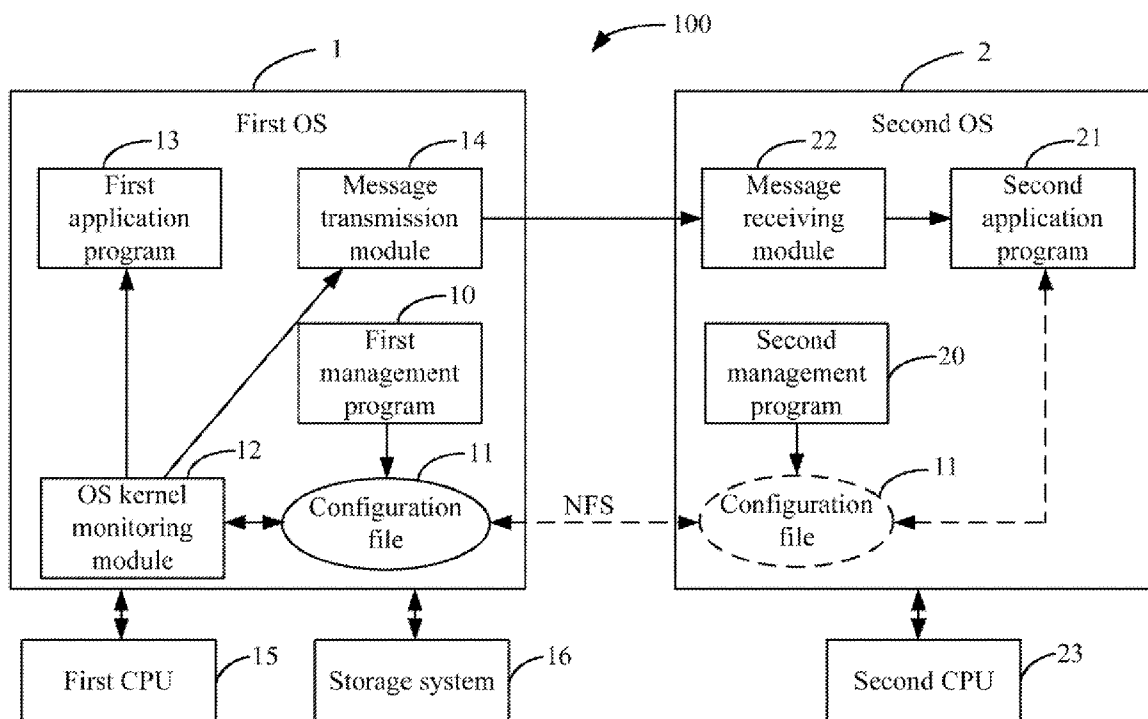 100
1
2
First OS
Second OS
13
14
22
21
First
application
program
Message
transmission
module
Message
receiving
module
Second
application
program
10
First
management
program
Second
management
program
20
12
11
11
OS kernel
monitoring
module
Configuration
file
NFS
Configuration
file
First CPU
15
Storage system
16
Second CPU
23